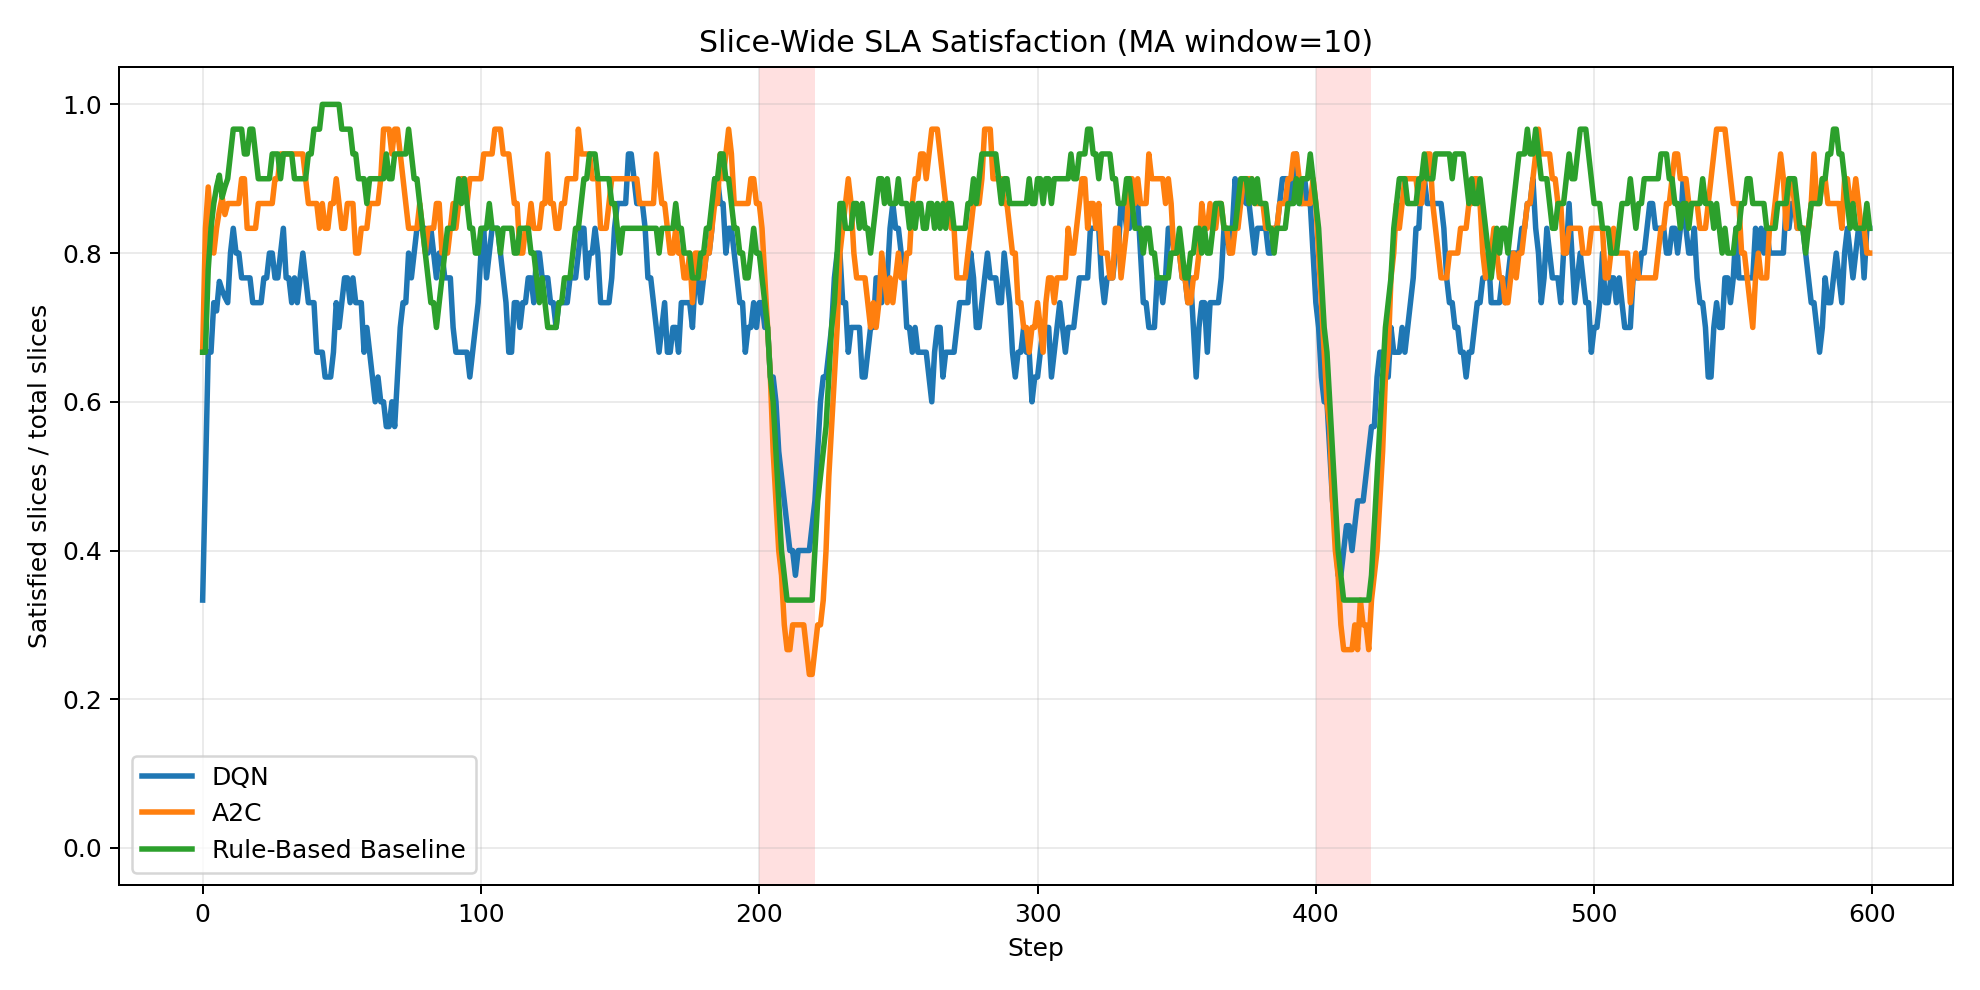 Slice-Wide SLA Satisfaction (MA window=10)
Satisfied slices / total slices
1.0
0.8
0.6
0.4
0.2
0.0
DQN
A2C
Rule-Based Baseline
0 100 200 300 400 500 600
Step